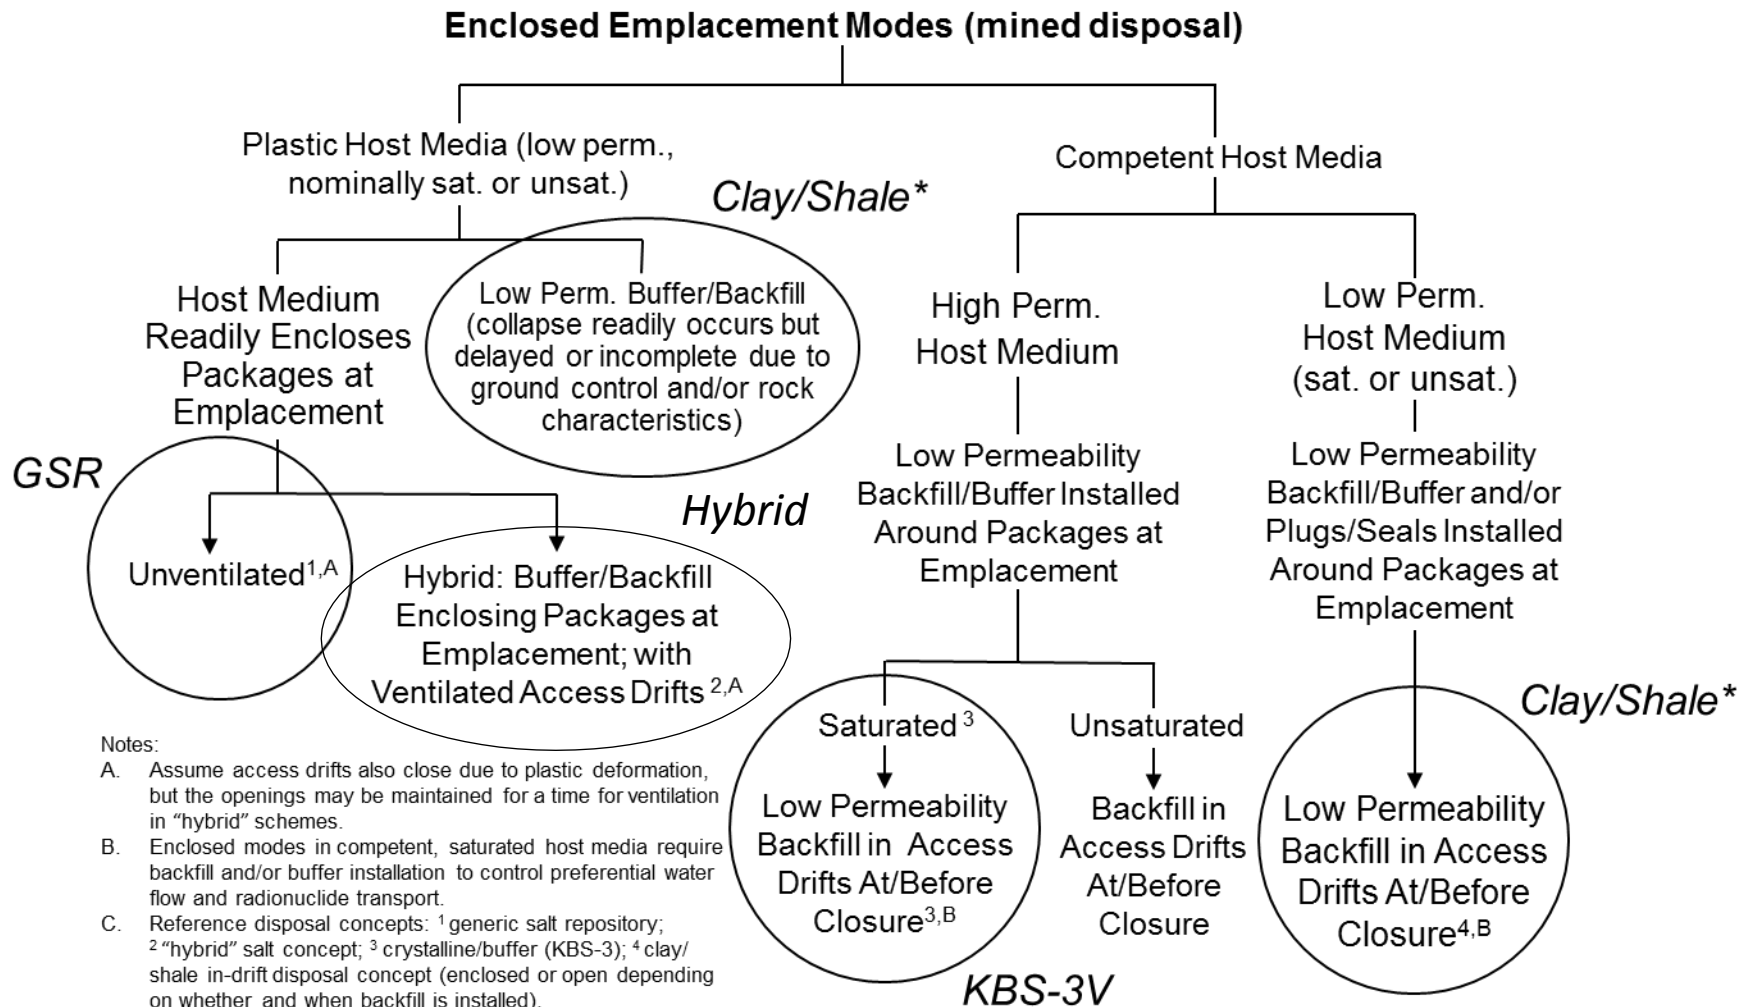 Enclosed Emplacement Modes (mined disposal)
Plastic Host Media (low perm.,
nominally sat. or unsat.)
Competent Host Media
Clay/Shale*
Host Medium
Readily Encloses
Packages at
Emplacement
Low Perm. Buffer/Backfill
(collapse readily occurs but
delayed or incomplete due to
ground control and/or rock
characteristics)
High Perm.
Host Medium
Low Perm.
Host Medium
(sat. or unsat.)
GSR
Hybrid
Unventilated1,A
Hybrid: Buffer/Backfill
Enclosing Packages at
Emplacement; with
Ventilated Access Drifts 2,A
Low Permeability
Backfill/Buffer Installed
Around Packages at
Emplacement
Low Permeability
Backfill/Buffer and/or
Plugs/Seals Installed
Around Packages at
Emplacement
Saturated 3
Low Permeability
Backfill in Access
Drifts At/Before
Closure3,B
KBS-3V
Unsaturated
Backfill in
Access Drifts
At/Before
Closure
Clay/Shale*
Low Permeability
Backfill in Access
Drifts At/Before
Closure4,B
Notes:
A. Assume access drifts also close due to plastic deformation,
but the openings may be maintained for a time for ventilation
in "hybrid" schemes.
B. Enclosed modes in competent, saturated host media require
backfill and/or buffer installation to control preferential water
flow and radionuclide transport.
C. Reference disposal concepts: 1 generic salt repository;
2 "hybrid" salt concept; 3 crystalline/buffer (KBS-3); 4 clay/
shale in-drift disposal concept (enclosed or open depending
on whether and when backfill is installed).